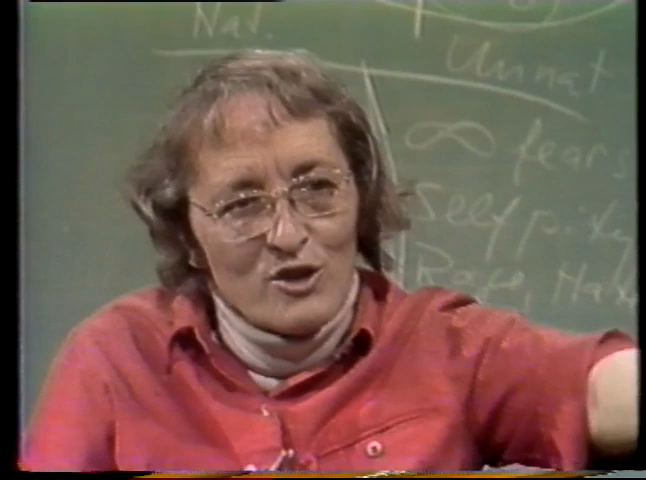 Nat.
Unnat
∞ fears
Self pity
Rage, Hate